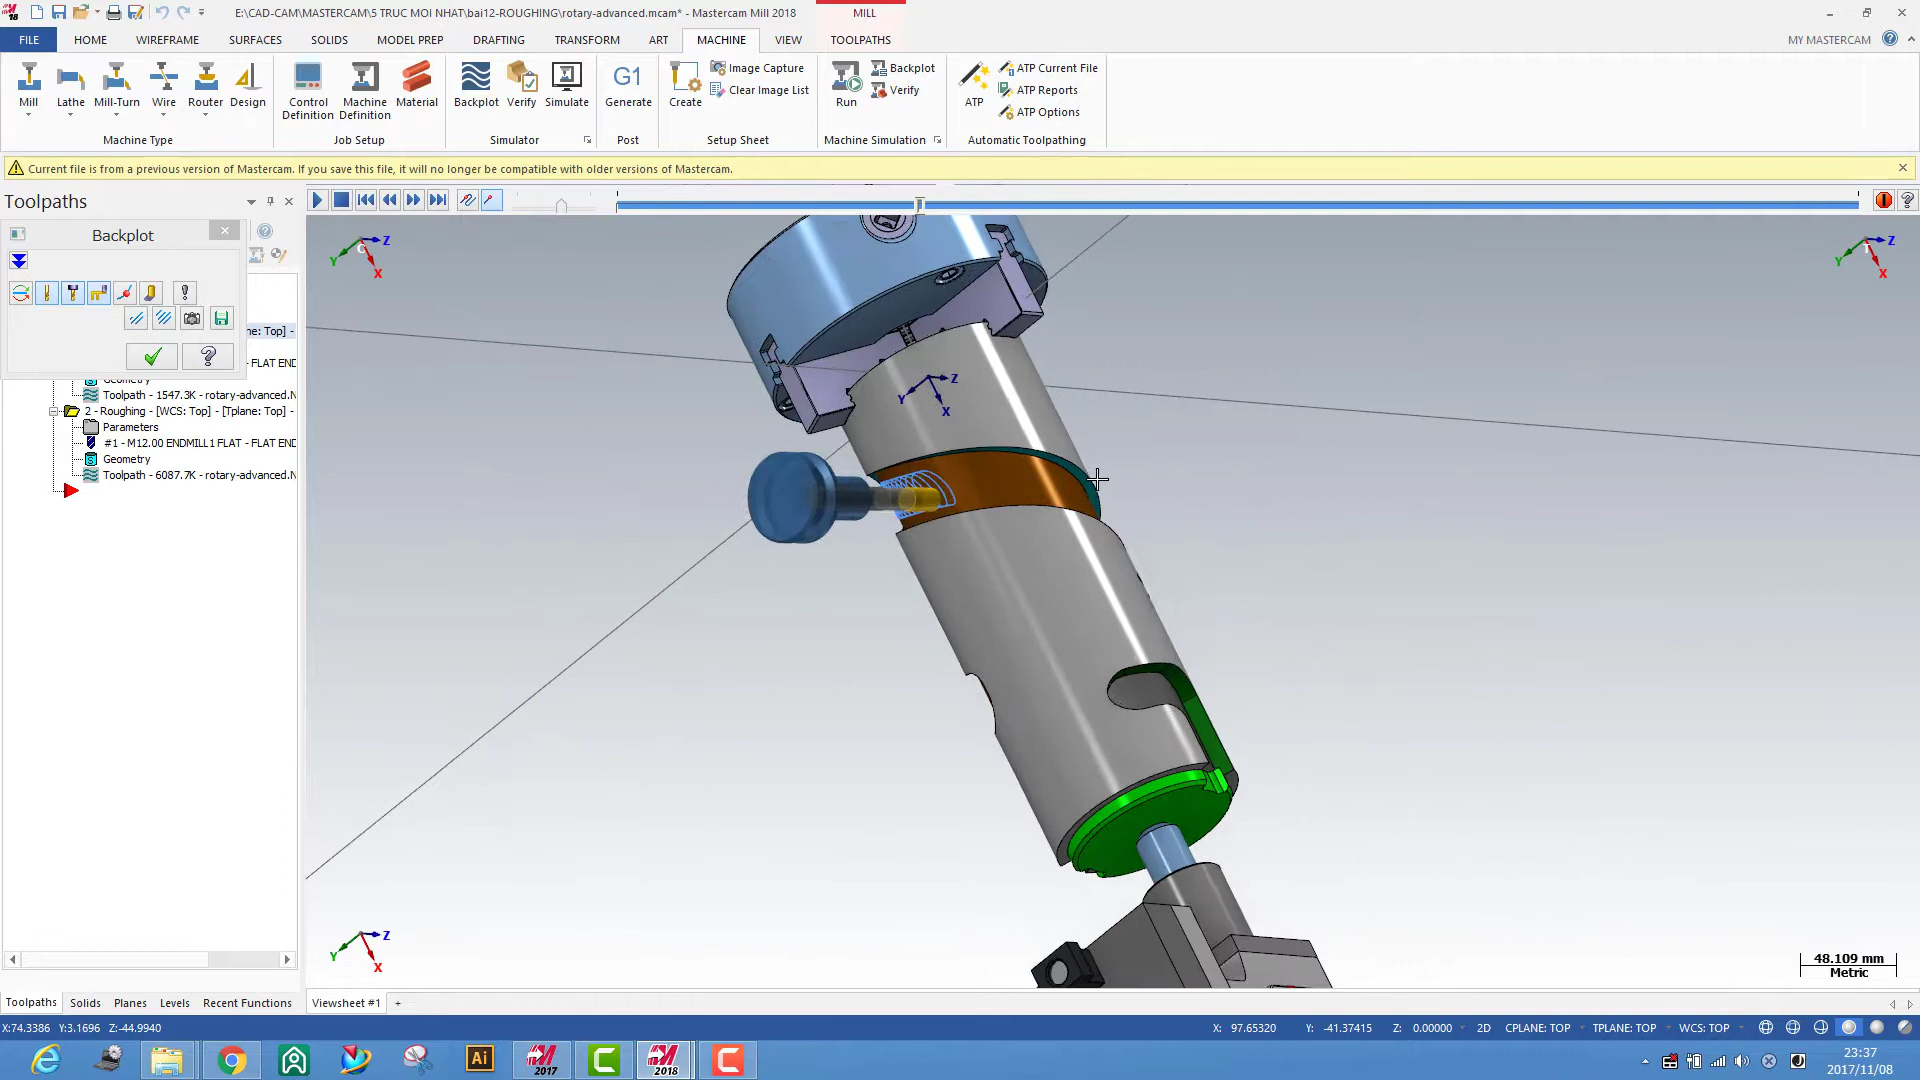 E:\CAD-CAM\MASTERCAM\5 TRUC MOI NHAT\bai12-ROUGHING\rotary-advanced.mcam* - Mastercam Mill 2018
MILL
FILE HOME WIREFRAME SURFACES SOLIDS MODEL PREP DRAFTING TRANSFORM ART MACHINE VIEW TOOLPATHS MY MASTERCAM
Mill Lathe Mill-Turn Wire Router Design
Machine Type
Control Definition Machine Definition Material
Job Setup
Backplot Verify Simulate
Simulator
G1
Generate
Post
Create Image Capture
Clear Image List
Setup Sheet
Run Backplot
Verify
Machine Simulation
ATP ATP Current File
ATP Reports
ATP Options
Automatic Toolpathing
Current file is from a previous version of Mastercam. If you save this file, it will no longer be compatible with older versions of Mastercam.
Toolpaths
Backplot
ne: Top] -
- FLAT END
Geometry
Toolpath - 1547.3K - rotary-advanced.N
2 - Roughing - [WCS: Top] - [Tplane: Top] -
Parameters
#1 - M12.00 ENDMILL1 FLAT - FLAT END
Geometry
Toolpath - 6087.7K - rotary-advanced.N
Z
Y
C
X
Z
Y
T
X
Z
Y
X
Z
Y
X
48.109 mm
Metric
Toolpaths Solids Planes Levels Recent Functions
Viewsheet #1 +
X:74.3386 Y:3.1696 Z:-44.9940
X: 97.65320 Y: -41.37415 Z: 0.00000 2D CPLANE: TOP TPLANE: TOP WCS: TOP
Ai
2017
2018
23:37
2017/11/08